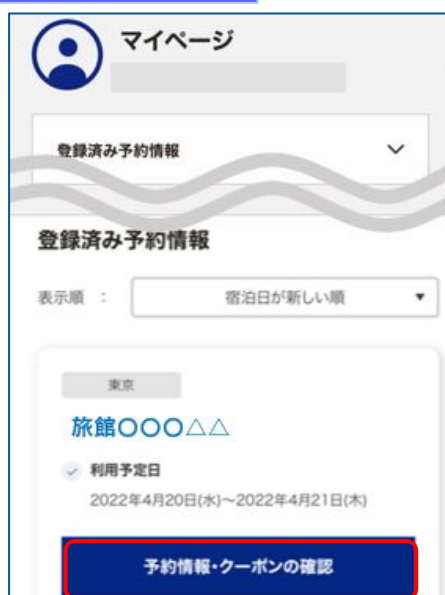 マイページ
登録済み予約情報
登録済み予約情報
表示順 ： 宿泊日が新しい順 ▼
東京
旅館〇〇〇△△
利用予定日
2022年4月20日(水)～2022年4月21日(木)
予約情報・クーポンの確認